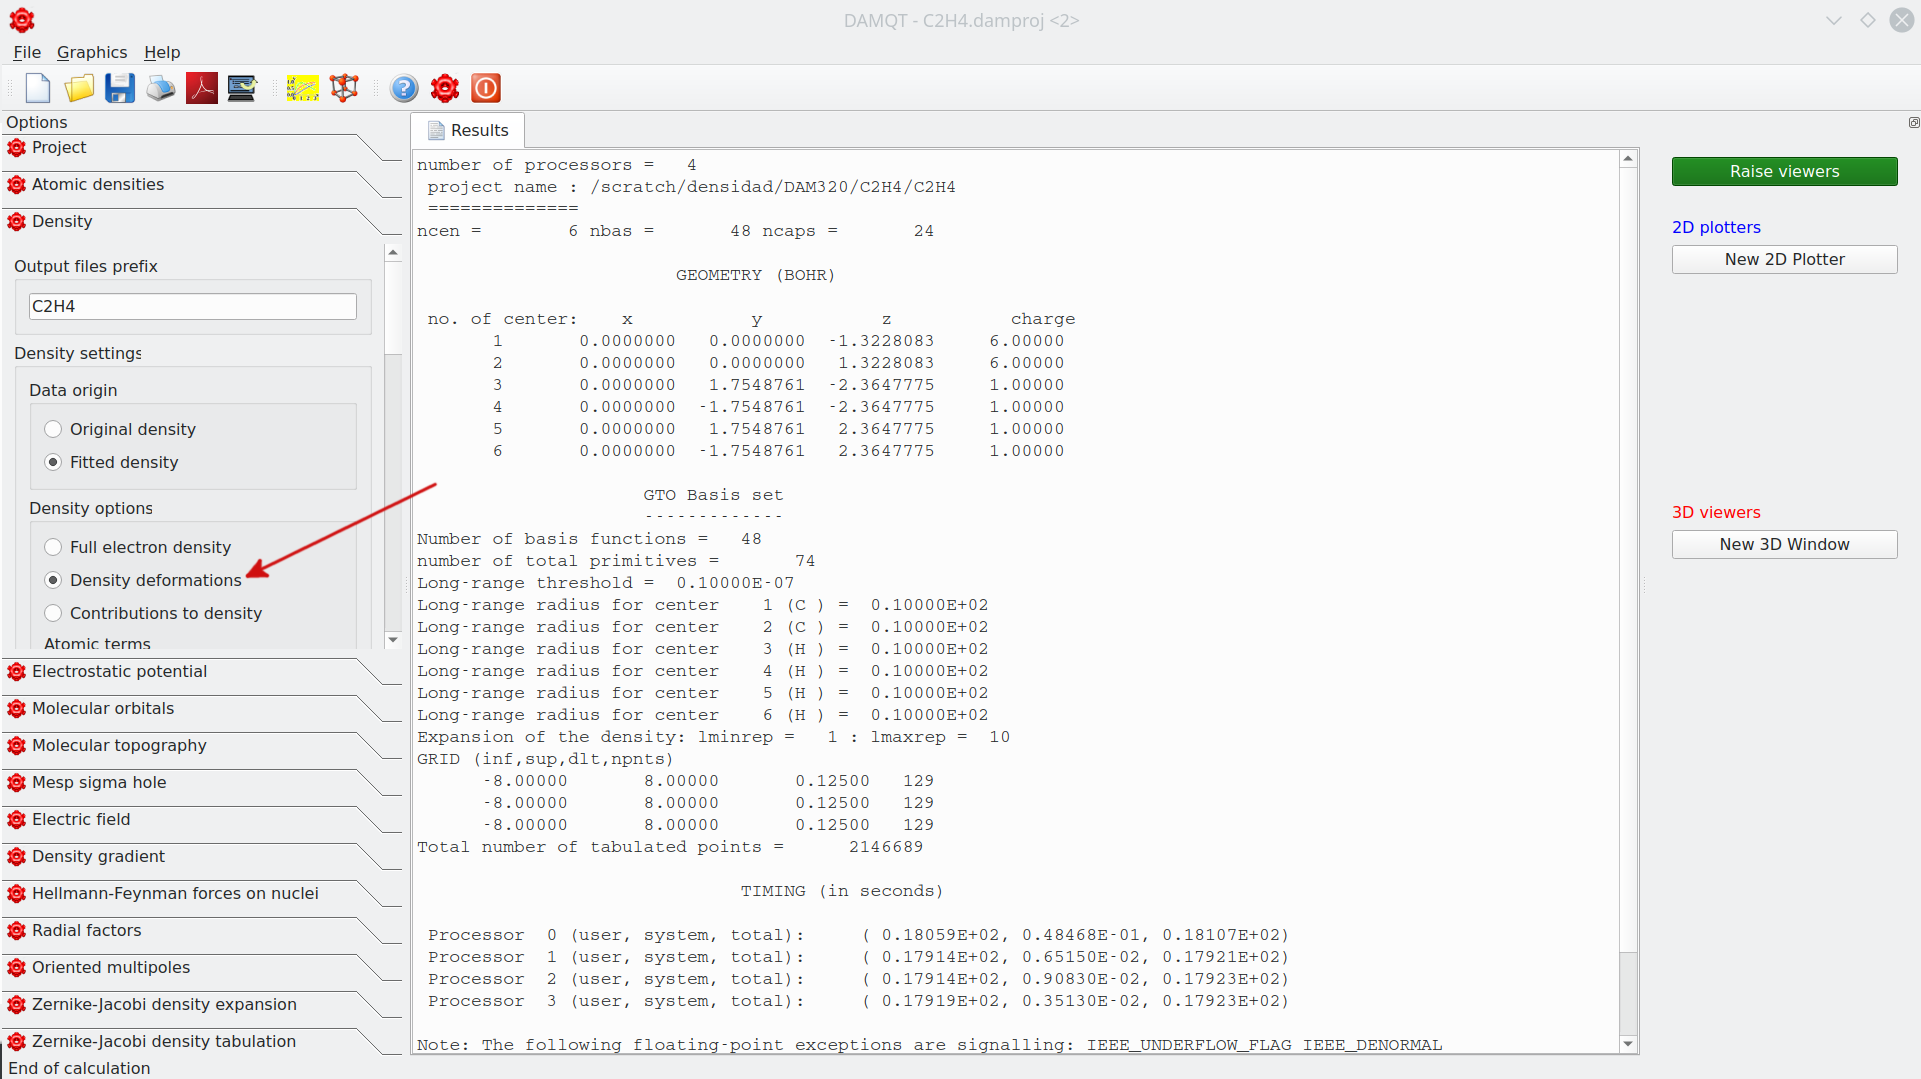 DAMQT - C2H4.damproj <2>
File Graphics Help
Options
Project
Atomic densities
Density
Output files prefix
C2H4
Density settings
Data origin
Original density
Fitted density
Density options
Full electron density
Density deformations
Contributions to density
Atomic terms
Electrostatic potential
Molecular orbitals
Molecular topography
Mesp sigma hole
Electric field
Density gradient
Hellmann-Feynman forces on nuclei
Radial factors
Oriented multipoles
Zernike-Jacobi density expansion
Zernike-Jacobi density tabulation
End of calculation
Results
number of processors = 4
project name : /scratch/densidad/DAM320/C2H4/C2H4
==============
ncen = 6 nbas = 48 ncaps = 24
GEOMETRY (BOHR)
no. of center: x y z charge
1 0.0000000 0.0000000 -1.3228083 6.00000
2 0.0000000 0.0000000 1.3228083 6.00000
3 0.0000000 1.7548761 -2.3647775 1.00000
4 0.0000000 -1.7548761 -2.3647775 1.00000
5 0.0000000 1.7548761 2.3647775 1.00000
6 0.0000000 -1.7548761 2.3647775 1.00000
GTO Basis set
-------------
Number of basis functions = 48
number of total primitives = 74
Long-range threshold = 0.10000E-07
Long-range radius for center 1 (C ) = 0.10000E+02
Long-range radius for center 2 (C ) = 0.10000E+02
Long-range radius for center 3 (H ) = 0.10000E+02
Long-range radius for center 4 (H ) = 0.10000E+02
Long-range radius for center 5 (H ) = 0.10000E+02
Long-range radius for center 6 (H ) = 0.10000E+02
Expansion of the density: lminrep = 1 : lmaxrep = 10
GRID (inf,sup,dlt,npnts)
-8.00000 8.00000 0.12500 129
-8.00000 8.00000 0.12500 129
-8.00000 8.00000 0.12500 129
Total number of tabulated points = 2146689
TIMING (in seconds)
Processor 0 (user, system, total): ( 0.18059E+02, 0.48468E-01, 0.18107E+02)
Processor 1 (user, system, total): ( 0.17914E+02, 0.65150E-02, 0.17921E+02)
Processor 2 (user, system, total): ( 0.17914E+02, 0.90830E-02, 0.17923E+02)
Processor 3 (user, system, total): ( 0.17919E+02, 0.35130E-02, 0.17923E+02)
Note: The following floating-point exceptions are signalling: IEEE_UNDERFLOW_FLAG IEEE_DENORMAL
Raise viewers
2D plotters
New 2D Plotter
3D viewers
New 3D Window